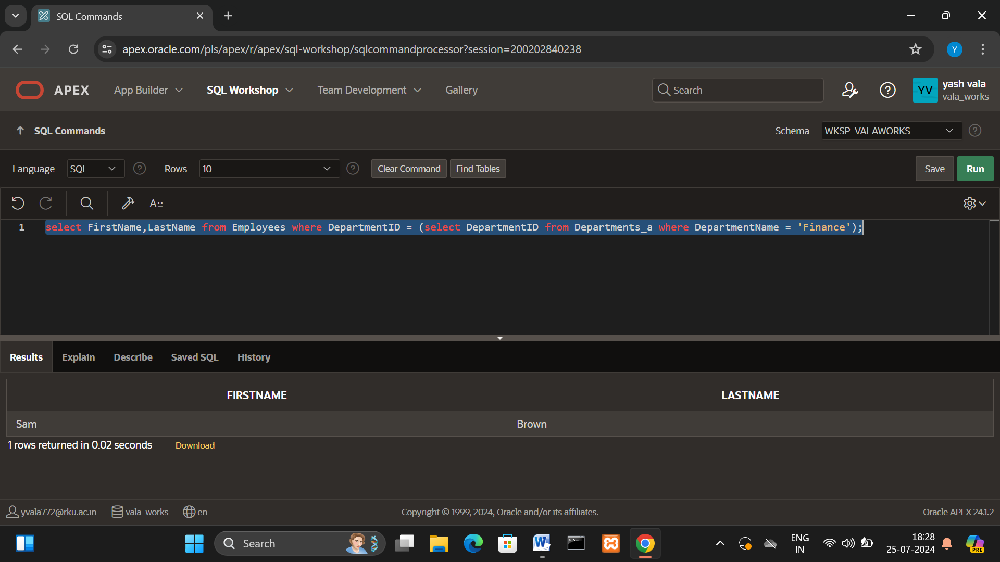 SQL Commands
apex.oracle.com/pls/apex/r/apex/sql-workshop/sqlcommandprocessor?session=200202840238
Y
APEX App Builder SQL Workshop Team Development Gallery Search ? YV yash vala
vala_works
SQL Commands Schema WKSP_VALAWORKS ?
Language SQL ? Rows 10 ? Clear Command Find Tables Save Run
A::
1 select FirstName,LastName from Employees where DepartmentID = (select DepartmentID from Departments_a where DepartmentName = 'Finance');
Results Explain Describe Saved SQL History
FIRSTNAME LASTNAME
Sam Brown
1 rows returned in 0.02 seconds Download
yvala772@rku.ac.in vala_works en Copyright © 1999, 2024, Oracle and/or its affiliates. Oracle APEX 24.1.2
Search
ENG
IN
18:28
25-07-2024
PRE